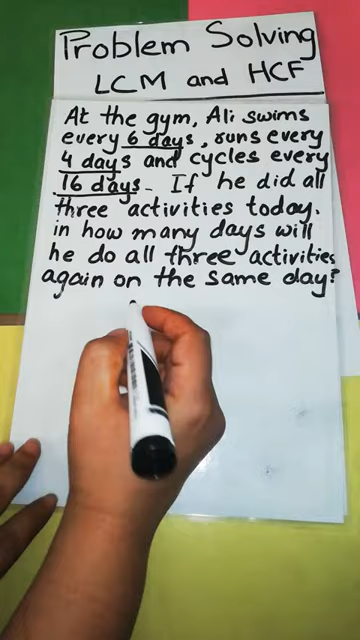 Problem Solving
LCM and HCF
At the gym, Ali swims
every 6 days, runs every
4 days and cycles every
16 days. If he did all
three activities today.
in how many days will
he do all three activities
again on the same day?